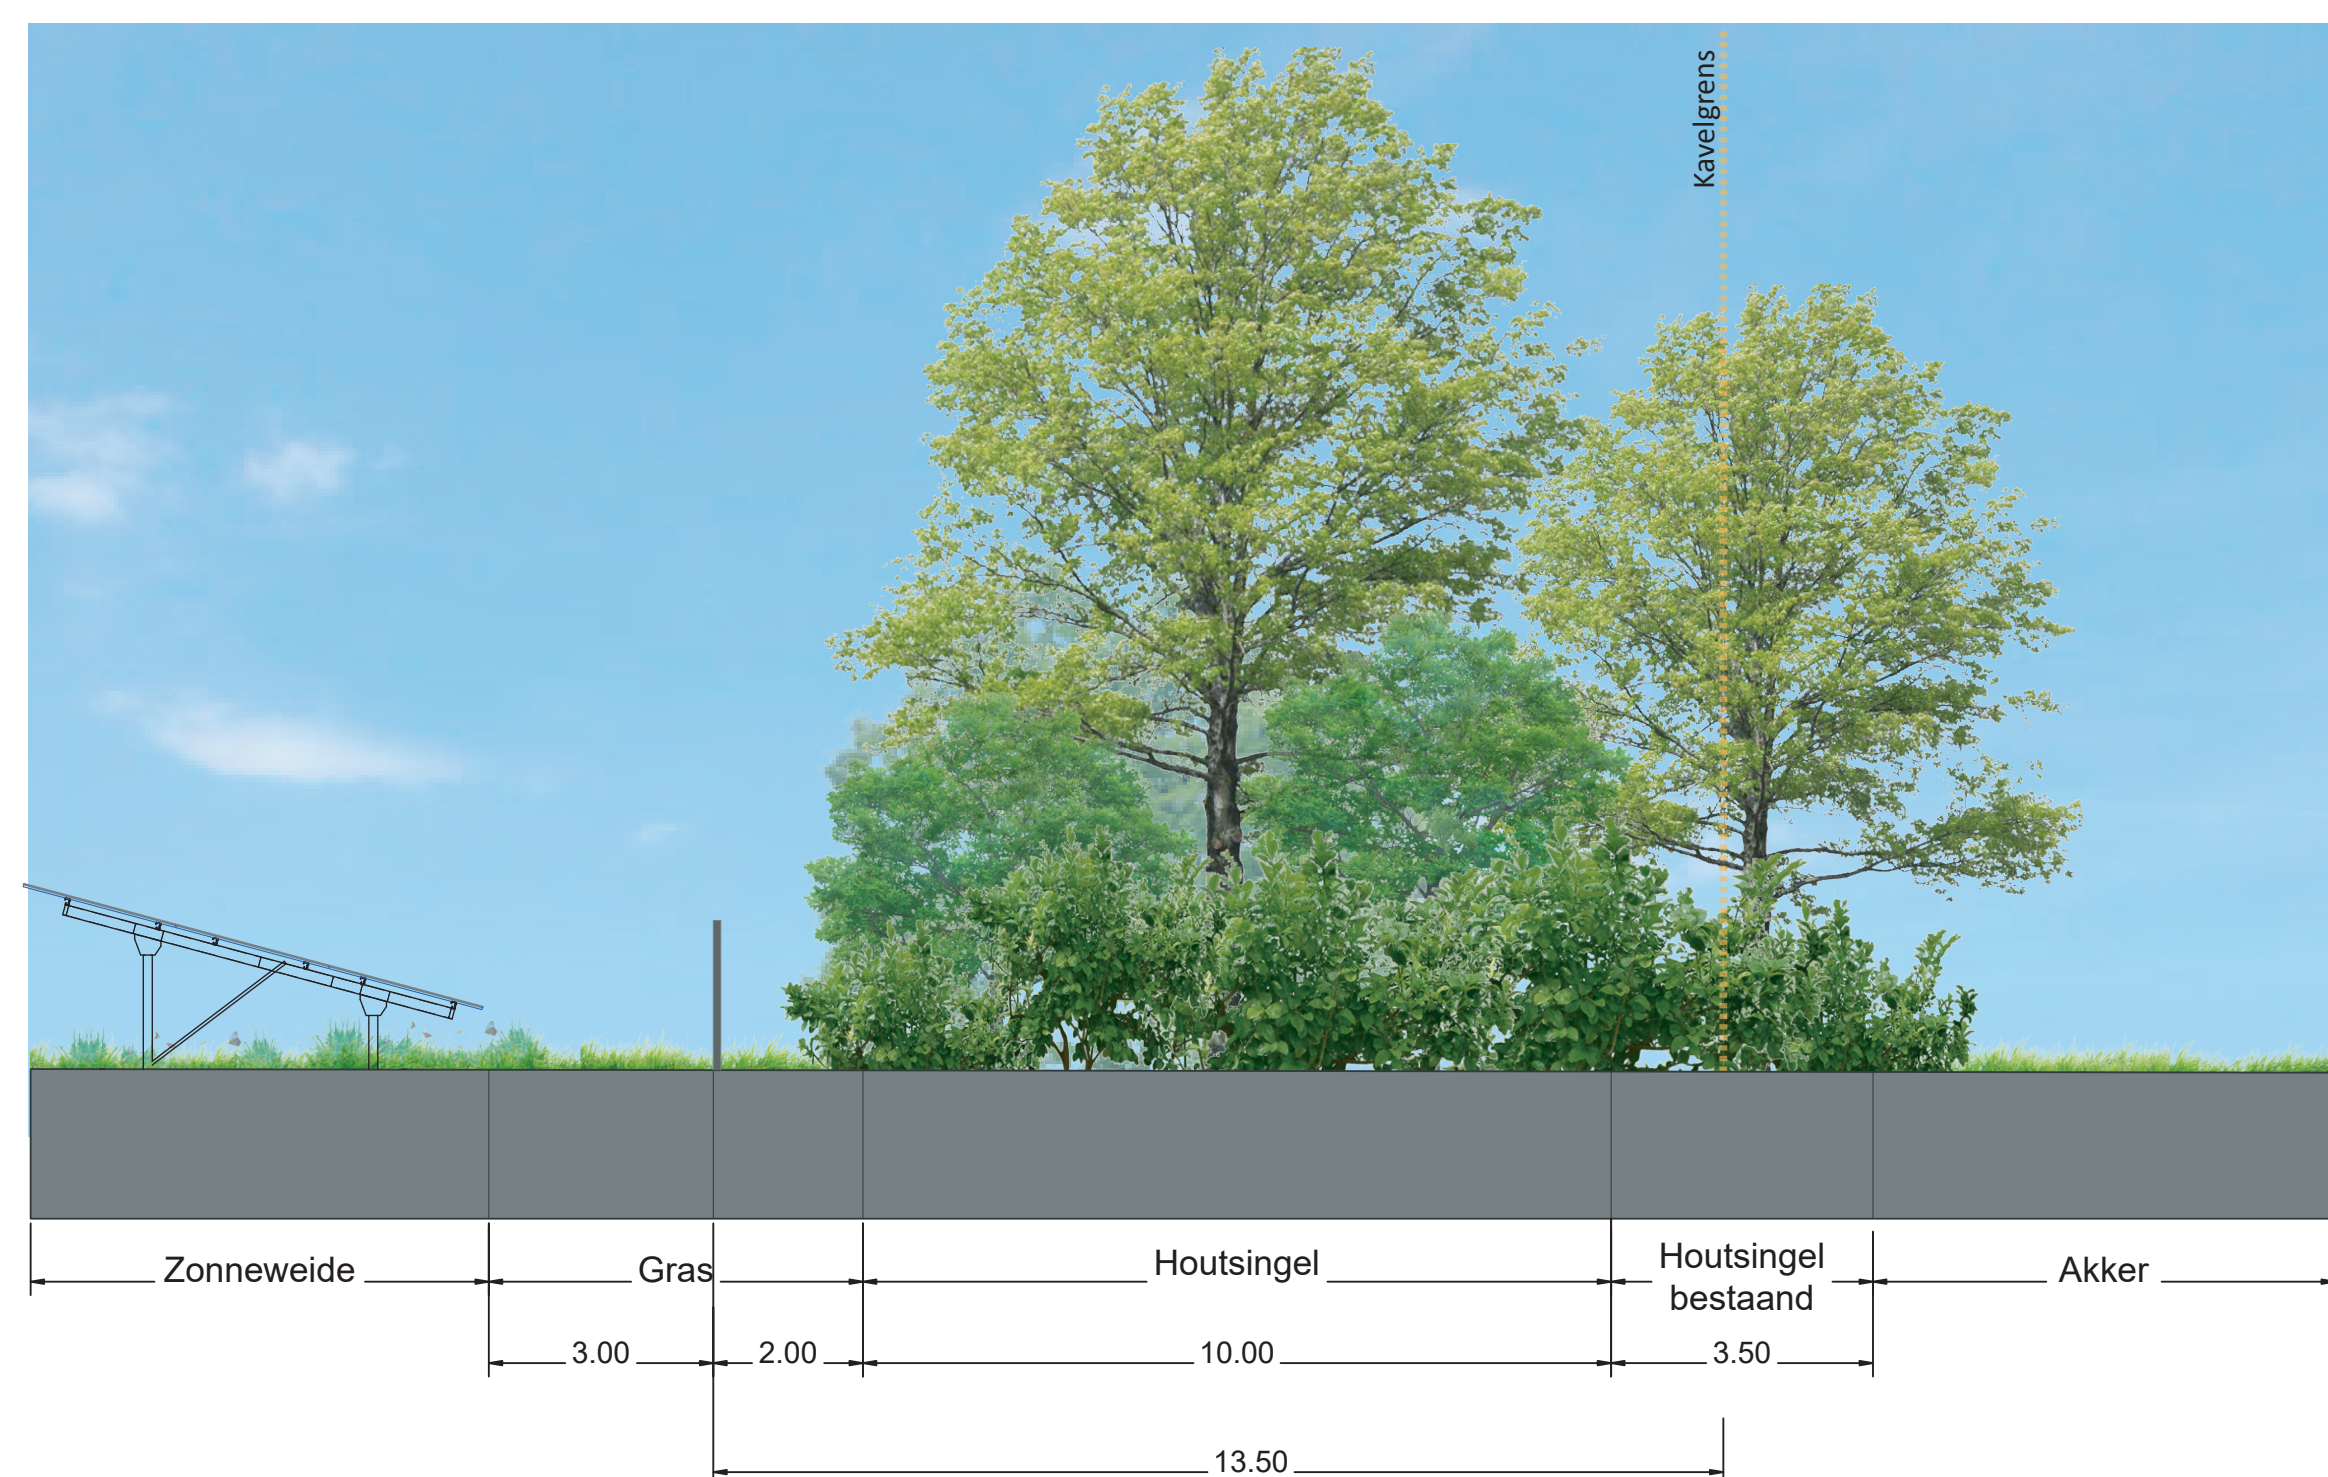 Kavelgrens
Zonneweide
Gras
Houtsingel
Houtsingel
bestaand
Akker
3.00
2.00
10.00
3.50
13.50